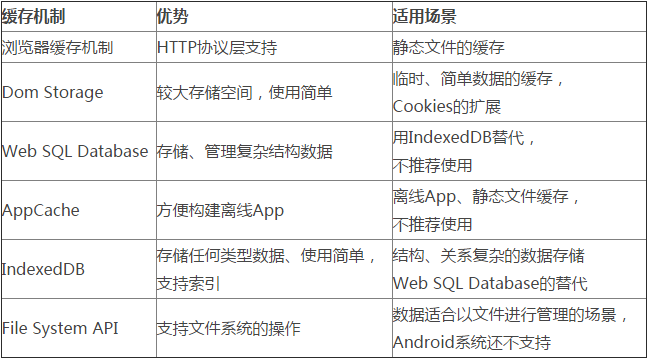 缓存机制 优势 适用场景
浏览器缓存机制 HTTP协议层支持 静态文件的缓存
Dom Storage 较大存储空间，使用简单 临时、简单数据的缓存，
Cookies的扩展
Web SQL Database 存储、管理复杂结构数据 用IndexedDB替代，
不推荐使用
AppCache 方便构建离线App 离线App、静态文件缓存，
不推荐使用
IndexedDB 存储任何类型数据、使用简单，
支持索引 结构、关系复杂的数据存储
Web SQL Database的替代
File System API 支持文件系统的操作 数据适合以文件进行管理的场景，
Android系统还不支持